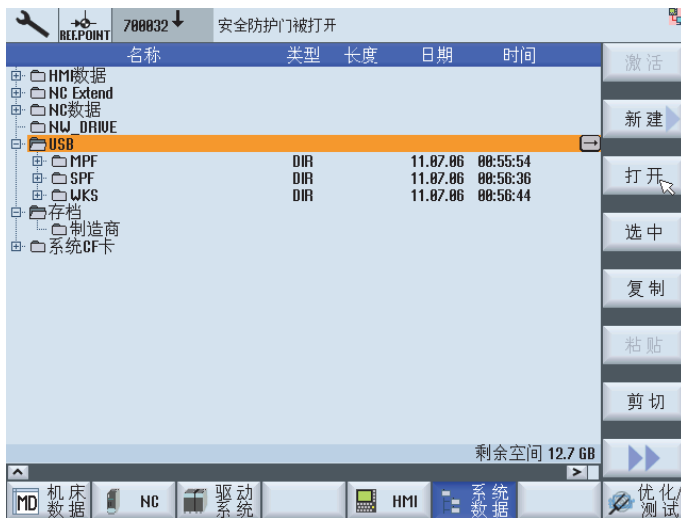 REF.POINT 700032 安全防护门被打开
名称 类型 长度 日期 时间
HMI数据
NC Extend
NC数据
NW_DRIVE
USB
MPF DIR 11.07.06 00:55:54
SPF DIR 11.07.06 00:56:36
WKS DIR 11.07.06 00:56:44
存档
制造商
系统CF卡
剩余空间 12.7 GB
激活
新建
打开
选中
复制
粘贴
剪切
MD 机床数据
NC
驱动系统
HMI
系统数据
优化/测试